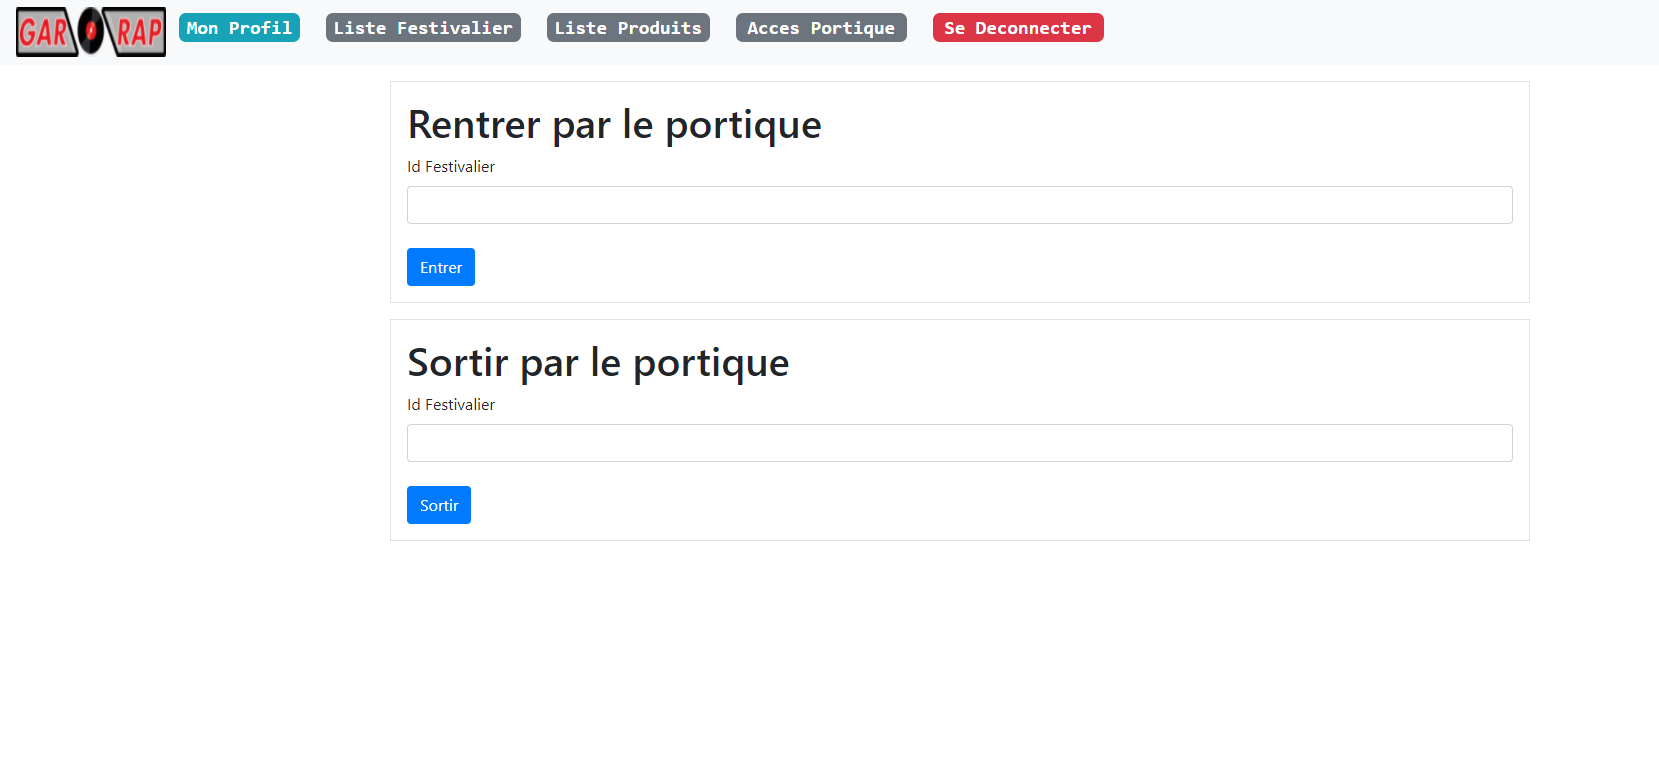 GAR RAP Mon Profil Liste Festivalier Liste Produits Acces Portique Se Deconnecter
Rentrer par le portique
Id Festivalier
Entrer
Sortir par le portique
Id Festivalier
Sortir